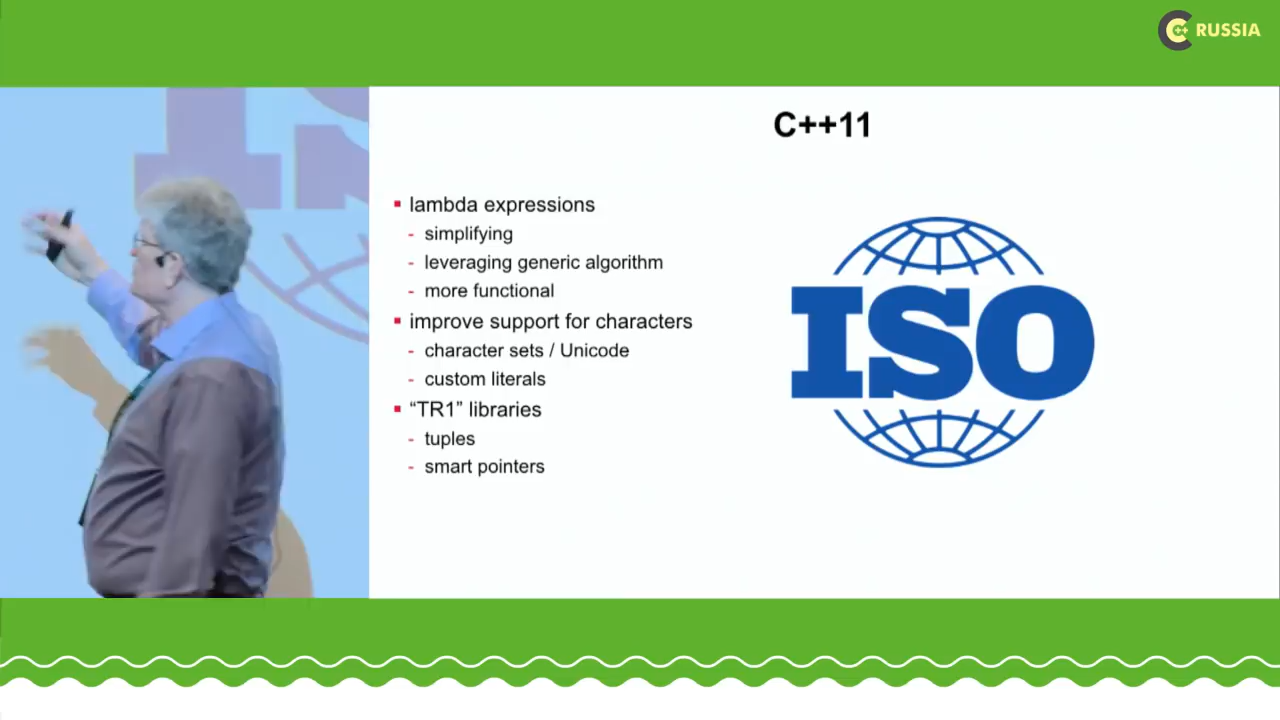 C++ RUSSIA
C++11
lambda expressions
- simplifying
- leveraging generic algorithm
- more functional
improve support for characters
- character sets / Unicode
- custom literals
“TR1” libraries
- tuples
- smart pointers
ISO
IS